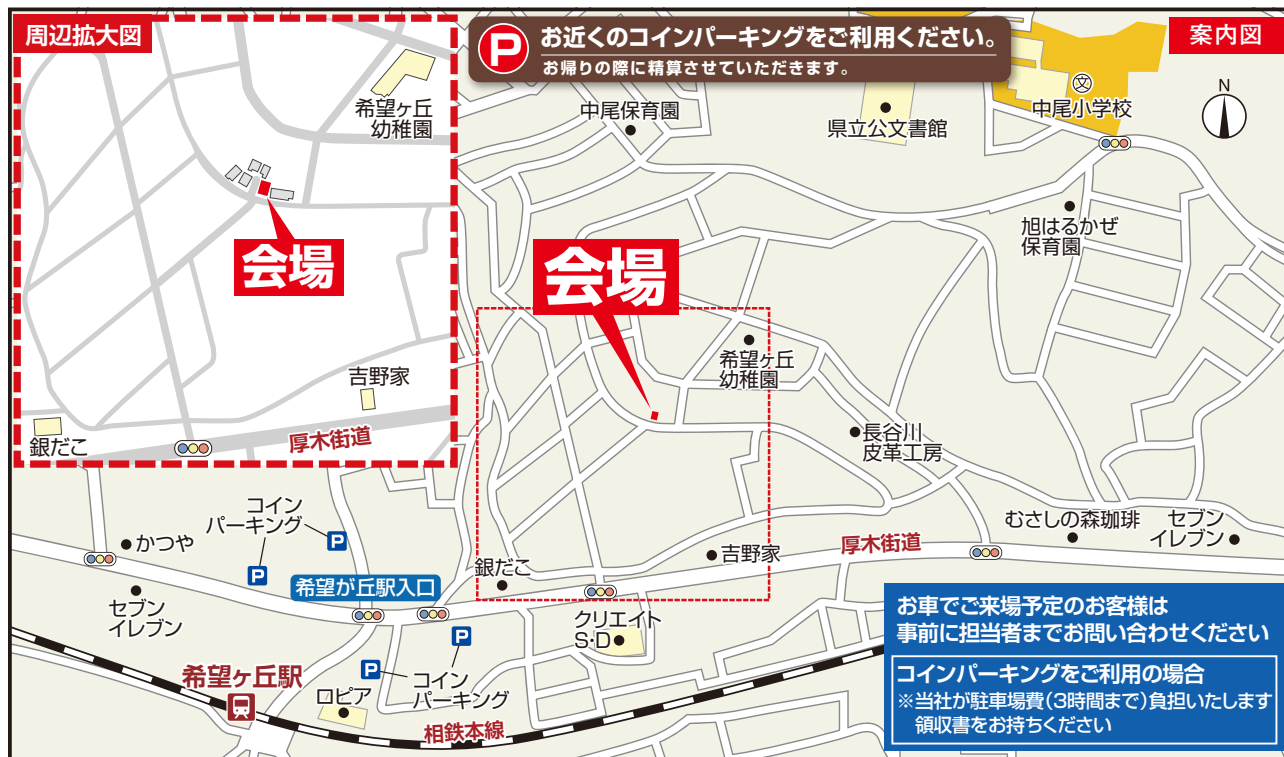 周辺拡大図
希望ヶ丘
幼稚園
会場
吉野家
銀だこ
厚木街道
P
お近くのコインパーキングをご利用ください。
お帰りの際に精算させていただきます。
案内図
N
文
中尾小学校
中尾保育園
県立公文書館
旭はるかぜ
保育園
会場
希望ヶ丘
幼稚園
長谷川
皮革工房
むさしの森珈琲
セブン
イレブン
厚木街道
吉野家
銀だこ
コイン
パーキング
P
P
かつや
セブン
イレブン
希望が丘駅入口
クリエイト
S・D
P
P
コイン
パーキング
希望ヶ丘駅
ロピア
相鉄本線
お車でご来場予定のお客様は
事前に担当者までお問い合わせください
コインパーキングをご利用の場合
※当社が駐車場費(3時間まで)負担いたします
領収書をお持ちください